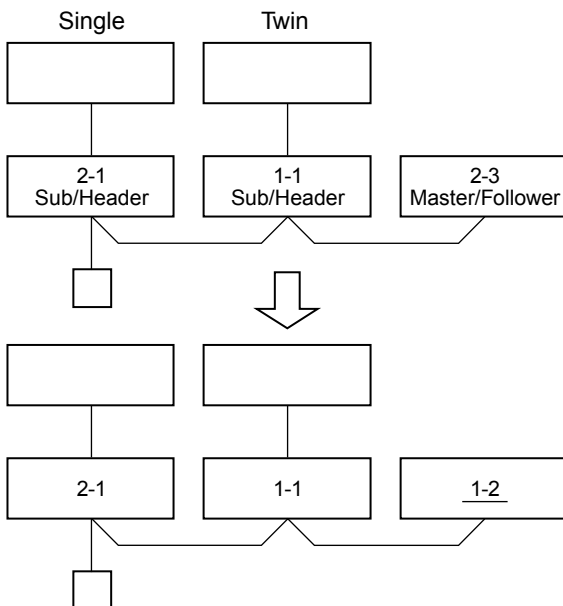 Single
Twin
2-1
Sub/Header
1-1
Sub/Header
2-3
Master/Follower
2-1
1-1
1-2